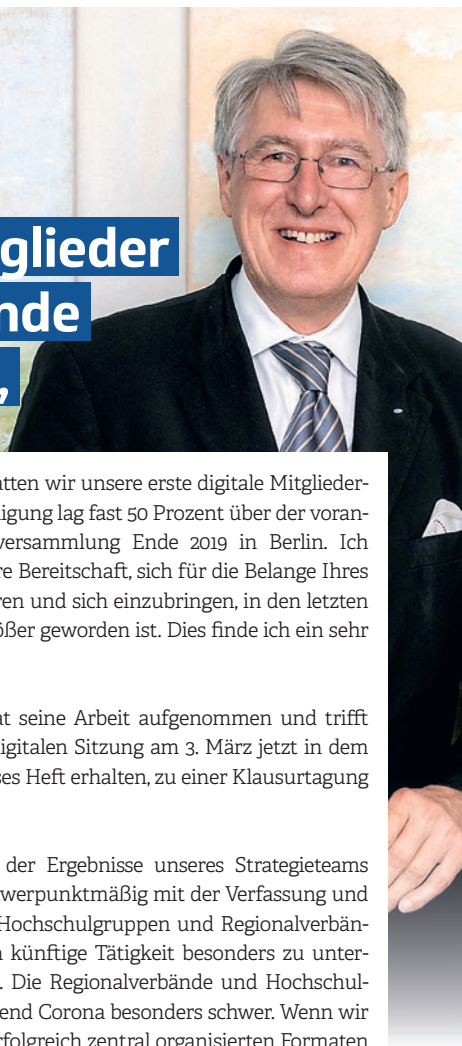 glieder
nde
,
tten wir unsere erste digitale Mitglieder-
igung lag fast 50 Prozent über der voran-
versammlung Ende 2019 in Berlin. Ich
re Bereitschaft, sich für die Belange Ihres
ren und sich einzubringen, in den letzten
ößer geworden ist. Dies finde ich ein sehr
at seine Arbeit aufgenommen und trifft
igitalen Sitzung am 3. März jetzt in dem
ses Heft erhalten, zu einer Klausurtagung
der Ergebnisse unseres Strategieteams
werpunktmäßig mit der Verfassung und
Hochschulgruppen und Regionalverbän-
n künftige Tätigkeit besonders zu unter-
. Die Regionalverbände und Hochschul-
end Corona besonders schwer. Wenn wir
rfolgreich zentral organisierten Formaten